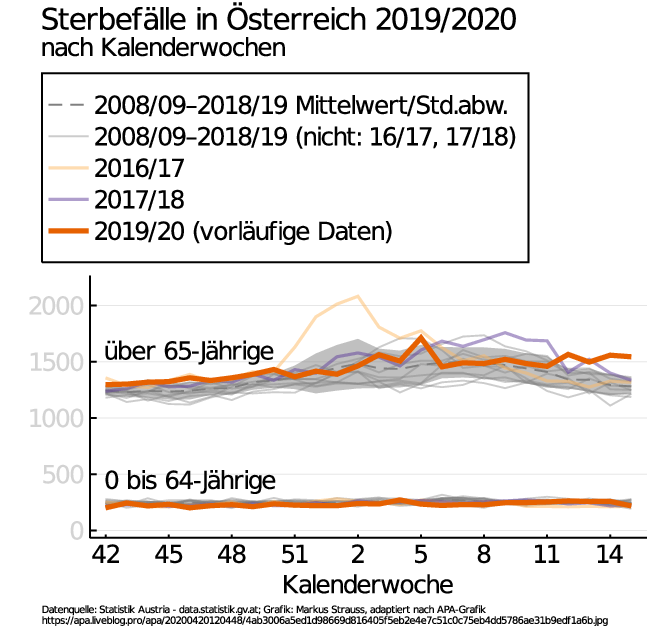 Sterbefälle in Österreich 2019/2020
nach Kalenderwochen
2008/09–2018/19 Mittelwert/Std.abw.
2008/09–2018/19 (nicht: 16/17, 17/18)
2016/17
2017/18
2019/20 (vorläufige Daten)
2000
über 65-Jährige
1500
1000
0 bis 64-Jährige
500
0
42 45 48 51 2 5 8 11 14
Kalenderwoche
Datenquelle: Statistik Austria - data.statistik.gv.at; Grafik: Markus Strauss, adaptiert nach APA-Grafik
https://apa.liveblog.pro/apa/20200420120448/4ab3006a5ed1d98669d816405f5eb2e4e7c51c0c75eb4dd5786ae31b9edf1a6b.jpg